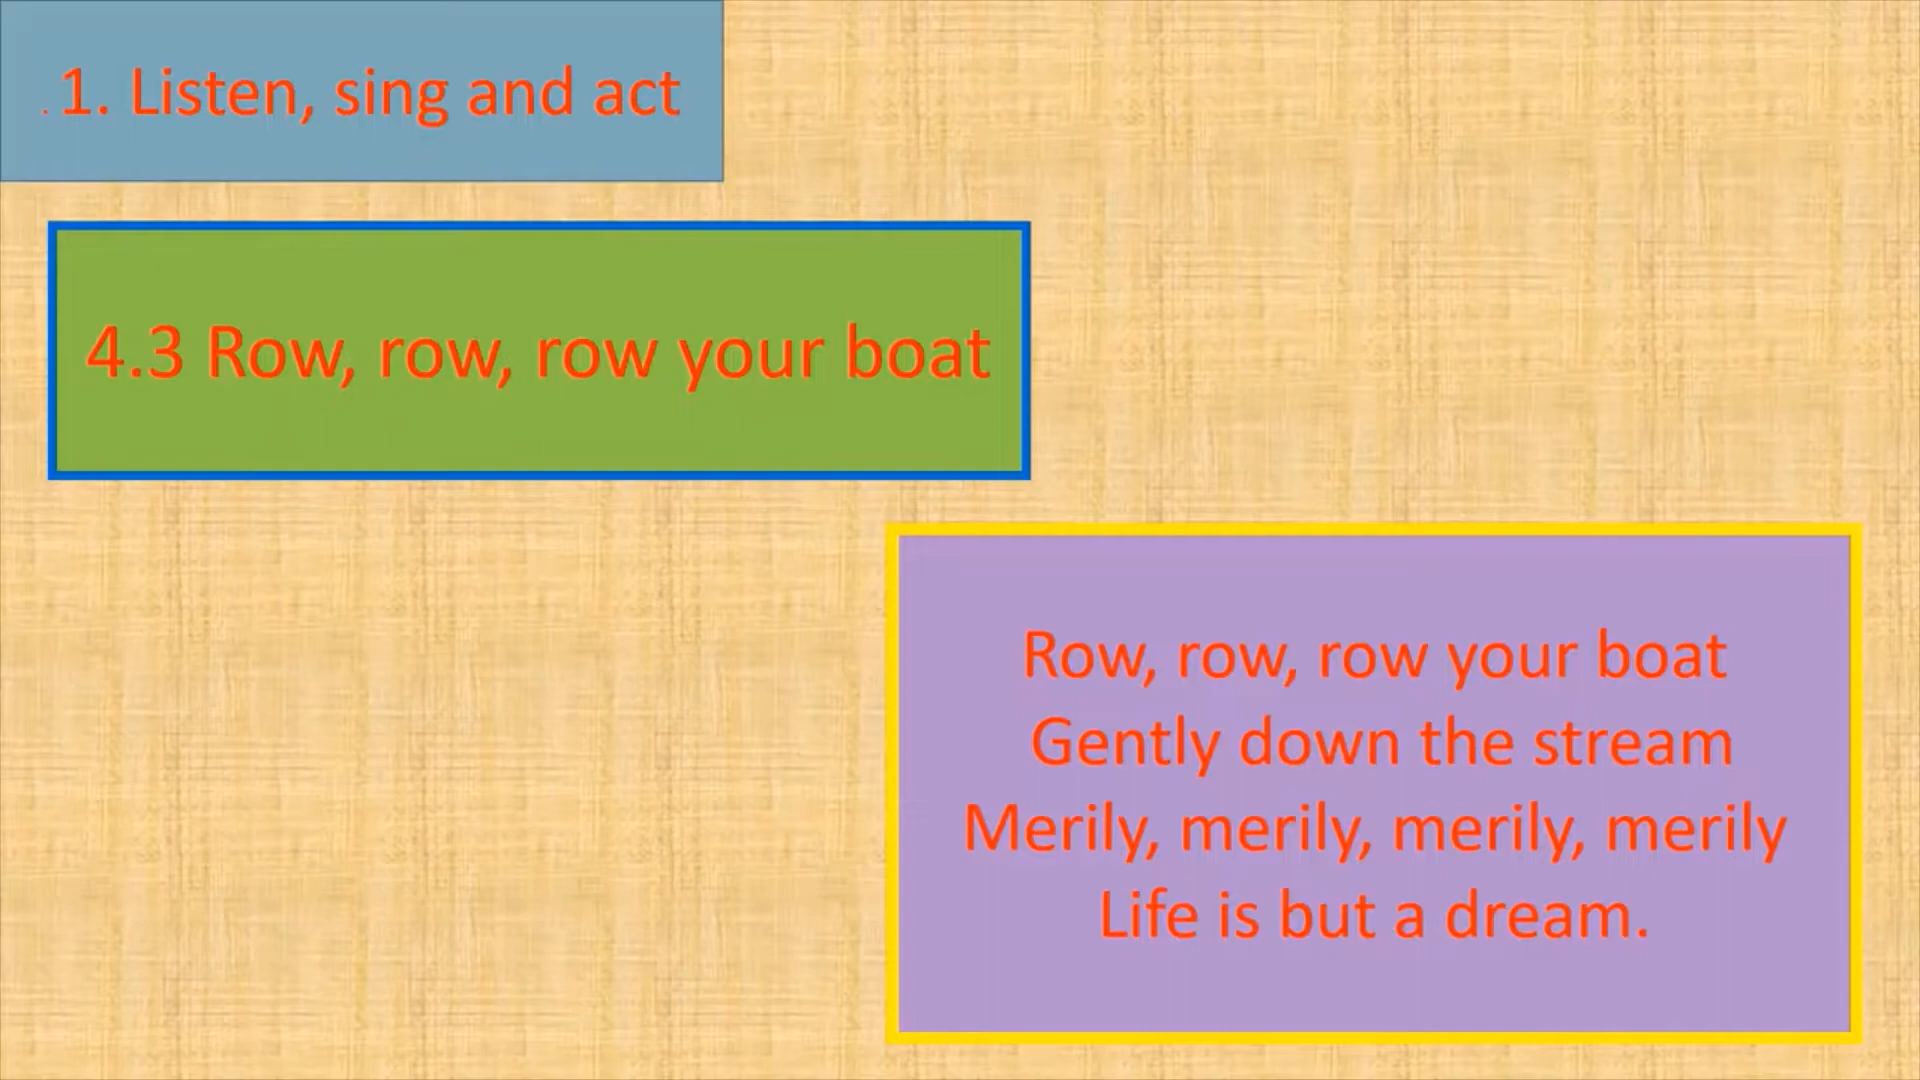 . 1. Listen, sing and act
4.3 Row, row, row your boat
Row, row, row your boat
Gently down the stream
Merily, merily, merily, merily
Life is but a dream.